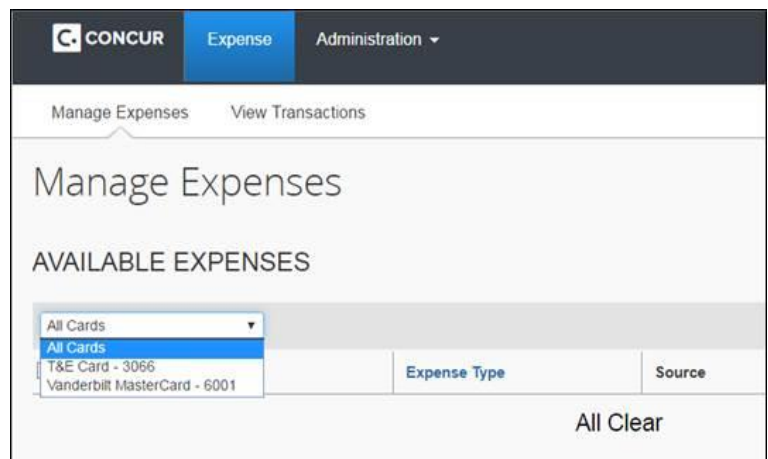 C. CONCUR Expense Administration
Manage Expenses View Transactions
Manage Expenses
AVAILABLE EXPENSES
All Cards
All Cards
T&E Card - 3066
Vanderbilt MasterCard - 6001
Expense Type Source
All Clear